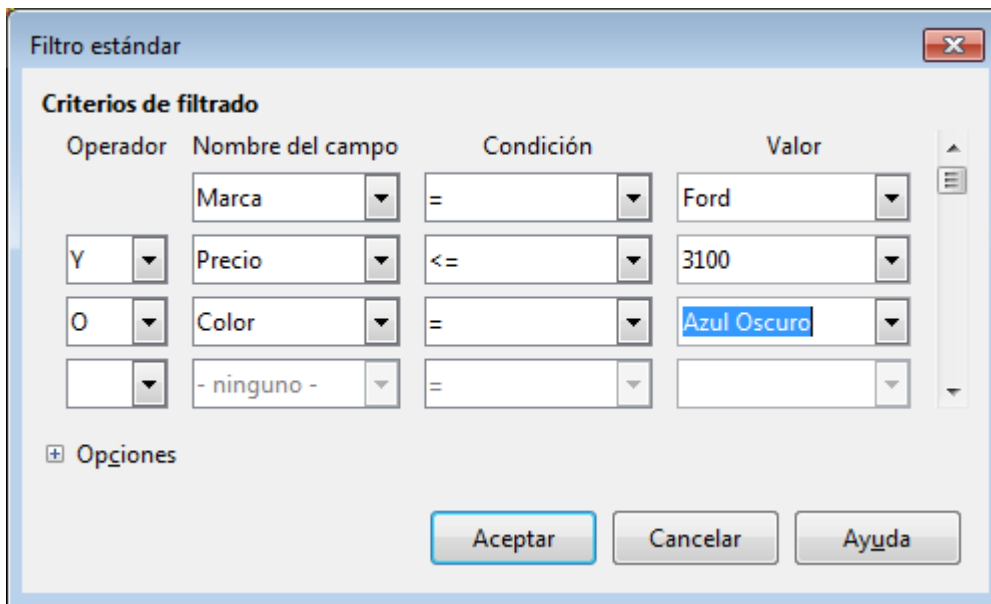 Filtro estándar
Criterios de filtrado
Operador Nombre del campo Condición Valor
Marca = Ford
Y Precio <= 3100
O Color = Azul Oscuro
- ninguno - =
Opciones
Aceptar Cancelar Ayuda